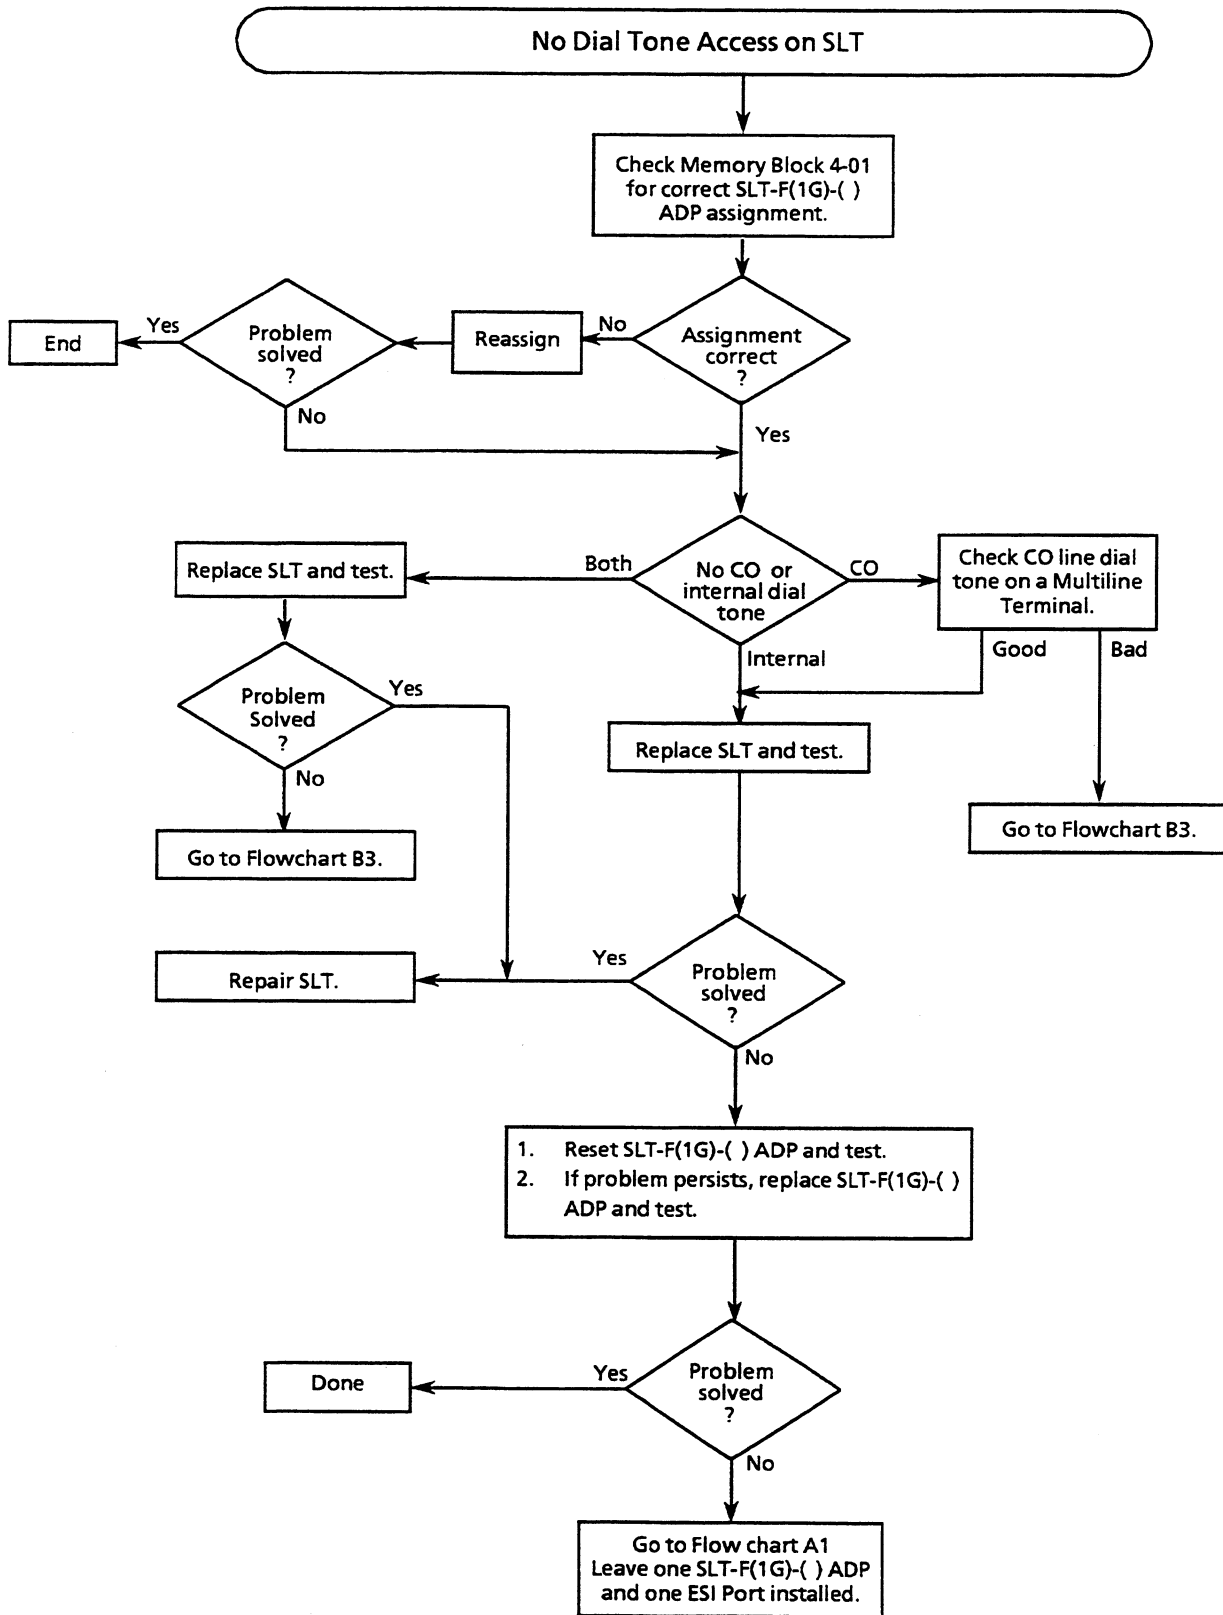 No Dial Tone Access on SLT
Check Memory Block 4-01
for correct SLT-F(1G)-( )
ADP assignment.
Assignment
correct
?
No
Yes
Reassign
Problem
solved
?
Yes
No
End
No CO or
internal dial
tone
Both
CO
Internal
Replace SLT and test.
Check CO line dial
tone on a Multiline
Terminal.
Good
Bad
Problem
Solved
?
Yes
No
Replace SLT and test.
Go to Flowchart B3.
Go to Flowchart B3.
Problem
solved
?
Yes
No
Repair SLT.
1. Reset SLT-F(1G)-( ) ADP and test.
2. If problem persists, replace SLT-F(1G)-( )
ADP and test.
Problem
solved
?
Yes
No
Done
Go to Flow chart A1
Leave one SLT-F(1G)-( ) ADP
and one ESI Port installed.